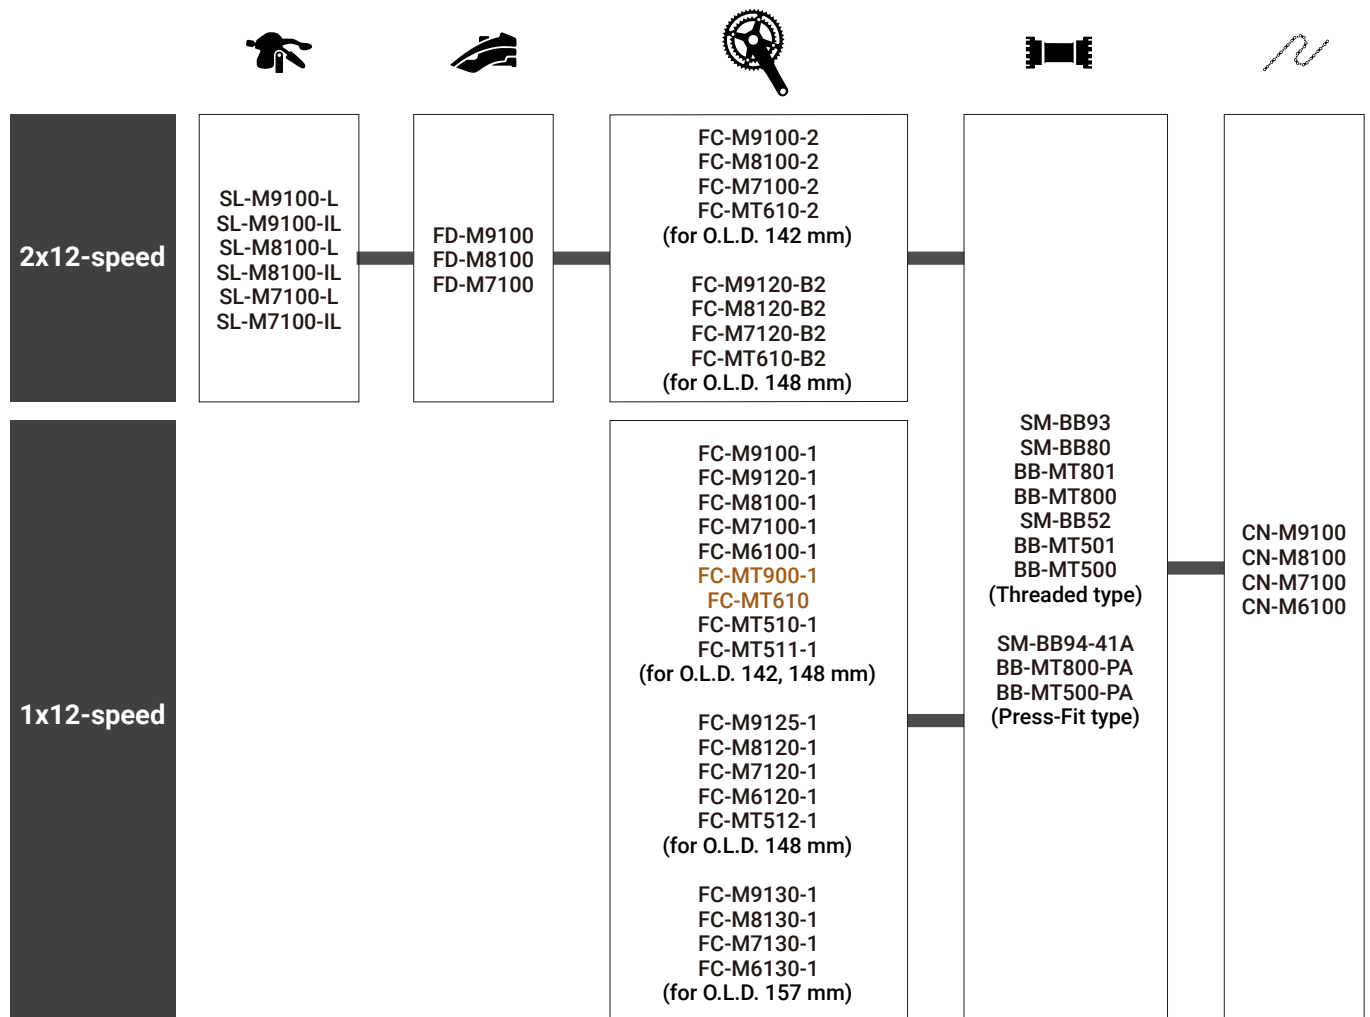 2x12-speed
SL-M9100-L
SL-M9100-IL
SL-M8100-L
SL-M8100-IL
SL-M7100-L
SL-M7100-IL
FD-M9100
FD-M8100
FD-M7100
FC-M9100-2
FC-M8100-2
FC-M7100-2
FC-MT610-2
(for O.L.D. 142 mm)
FC-M9120-B2
FC-M8120-B2
FC-M7120-B2
FC-MT610-B2
(for O.L.D. 148 mm)
1x12-speed
FC-M9100-1
FC-M9120-1
FC-M8100-1
FC-M7100-1
FC-M6100-1
FC-MT900-1
FC-MT610
FC-MT510-1
FC-MT511-1
(for O.L.D. 142, 148 mm)
FC-M9125-1
FC-M8120-1
FC-M7120-1
FC-M6120-1
FC-MT512-1
(for O.L.D. 148 mm)
FC-M9130-1
FC-M8130-1
FC-M7130-1
FC-M6130-1
(for O.L.D. 157 mm)
SM-BB93
SM-BB80
BB-MT801
BB-MT800
SM-BB52
BB-MT501
BB-MT500
(Threaded type)
SM-BB94-41A
BB-MT800-PA
BB-MT500-PA
(Press-Fit type)
CN-M9100
CN-M8100
CN-M7100
CN-M6100